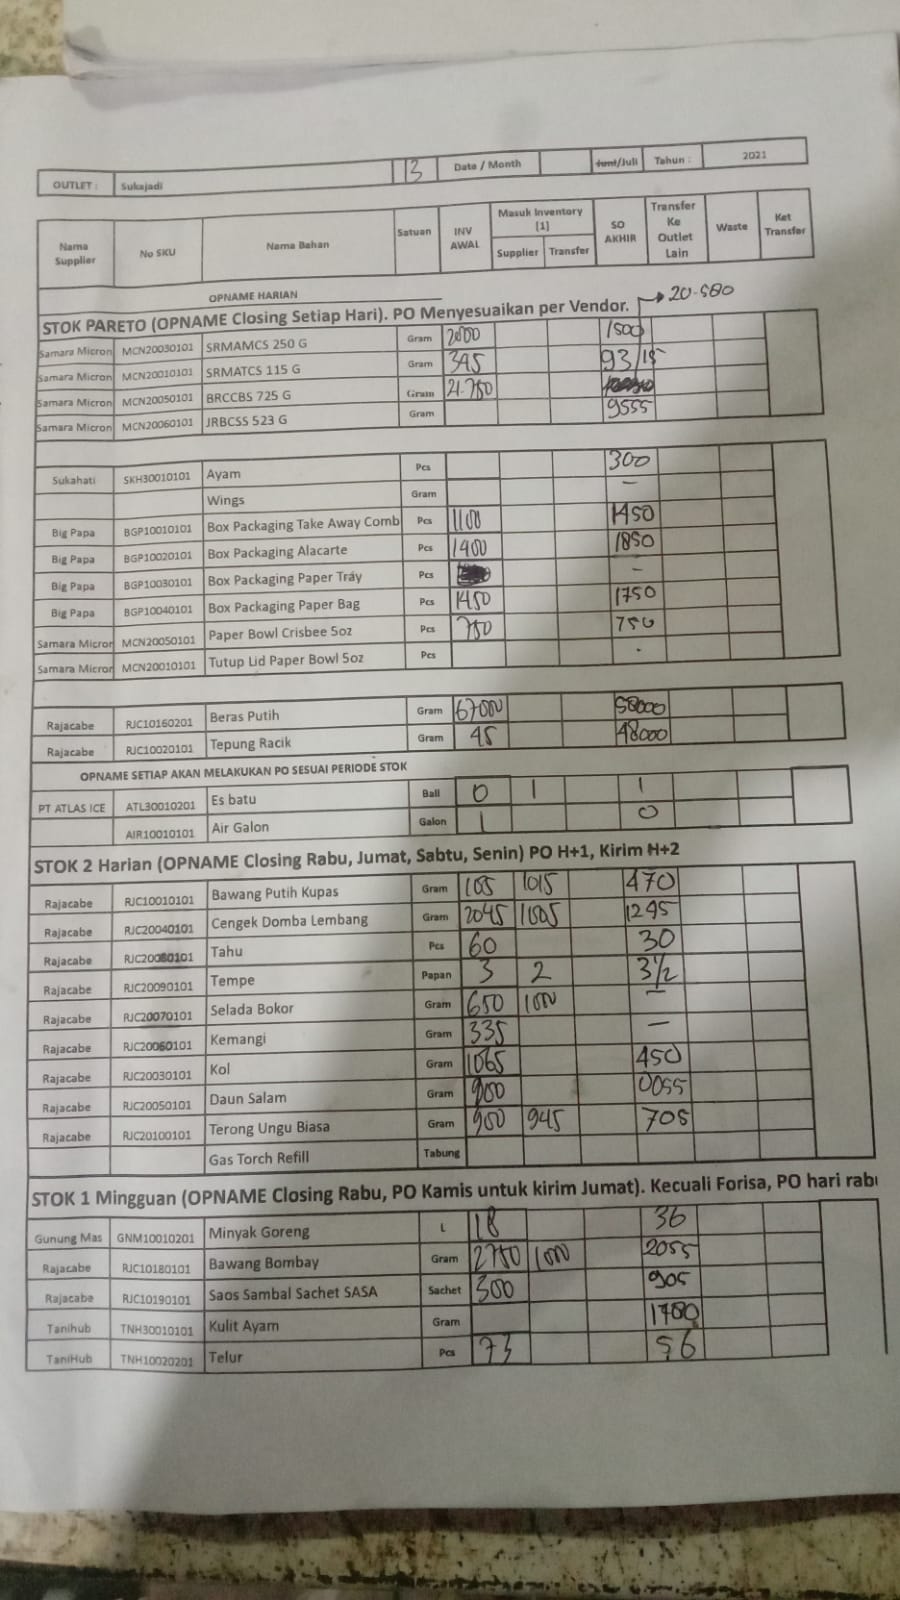 OUTLET : Sukajadi 13 Date / Month Juni/Juli Tahun : 2021
Nama Supplier No SKU Nama Bahan Satuan INV AWAL Masuk Inventory (1) Supplier Transfer SO AKHIR Transfer Ke Outlet Lain Waste Ket Transfer
OPNAME HARIAN
STOK PARETO (OPNAME Closing Setiap Hari). PO Menyesuaikan per Vendor. 20.580
Samara Micron MCN20030101 SRMAMCS 250 G Gram 2000 1500
Samara Micron MCN20010101 SRMATCS 115 G Gram 345 93/15
Samara Micron MCN20050101 BRCCBS 725 G Gram 21.780
Samara Micron MCN20060101 JRBCSS 523 G Gram 9555
Sukahati SKH30010101 Ayam Pcs 300
Wings Gram –
Big Papa BGP10010101 Box Packaging Take Away Comb Pcs 1100 1450
Big Papa BGP10020101 Box Packaging Alacarte Pcs 1400 1850
Big Papa BGP10030101 Box Packaging Paper Tray Pcs –
Big Papa BGP10040101 Box Packaging Paper Bag Pcs 1450 1750
Samara Micror MCN20050101 Paper Bowl Crisbee 5oz Pcs 750 750
Samara Micror MCN20010101 Tutup Lid Paper Bowl 5oz Pcs
Rajacabe RJC10160201 Beras Putih Gram 67000 58000
Rajacabe RJC10020101 Tepung Racik Gram 45 48000
OPNAME SETIAP AKAN MELAKUKAN PO SESUAI PERIODE STOK
PT ATLAS ICE ATL30010201 Es batu Ball 0 1 1
AIR10010101 Air Galon Galon 1 0
STOK 2 Harian (OPNAME Closing Rabu, Jumat, Sabtu, Senin) PO H+1, Kirim H+2
Rajacabe RJC10010101 Bawang Putih Kupas Gram 105 1015 470
Rajacabe RJC20040101 Cengek Domba Lembang Gram 2045 1005 1295
Rajacabe RJC20080101 Tahu Pcs 60 30
Rajacabe RJC20090101 Tempe Papan 3 2 3½
Rajacabe RJC20070101 Selada Bokor Gram 650 1000 –
Rajacabe RJC20060101 Kemangi Gram 335 –
Rajacabe RJC20030101 Kol Gram 1065 450
Rajacabe RJC20050101 Daun Salam Gram 900 0055
Rajacabe RJC20100101 Terong Ungu Biasa Gram 950 945 705
Gas Torch Refill Tabung
STOK 1 Mingguan (OPNAME Closing Rabu, PO Kamis untuk kirim Jumat). Kecuali Forisa, PO hari rabu
Gunung Mas GNM10010201 Minyak Goreng L 18 36
Rajacabe RJC10180101 Bawang Bombay Gram 2750 1000 2055
Rajacabe RJC10190101 Saos Sambal Sachet SASA Sachet 300 905
Tanihub TNH30010101 Kulit Ayam Gram 1780
TaniHub TNH10020201 Telur Pcs 73 56